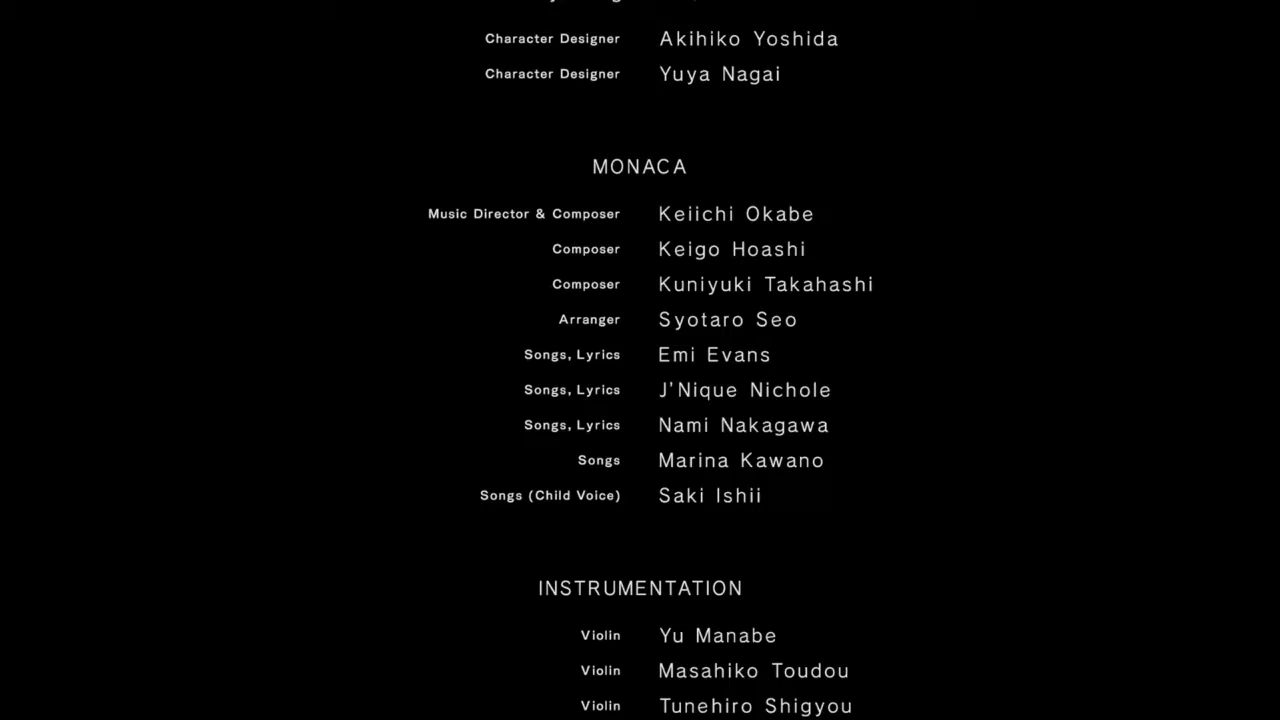 Character Designer Akihiko Yoshida
Character Designer Yuya Nagai
MONACA
Music Director & Composer Keiichi Okabe
Composer Keigo Hoashi
Composer Kuniyuki Takahashi
Arranger Syotaro Seo
Songs, Lyrics Emi Evans
Songs, Lyrics J'Nique Nichole
Songs, Lyrics Nami Nakagawa
Songs Marina Kawano
Songs (Child Voice) Saki Ishii
INSTRUMENTATION
Violin Yu Manabe
Violin Masahiko Toudou
Violin Tunehiro Shigyou